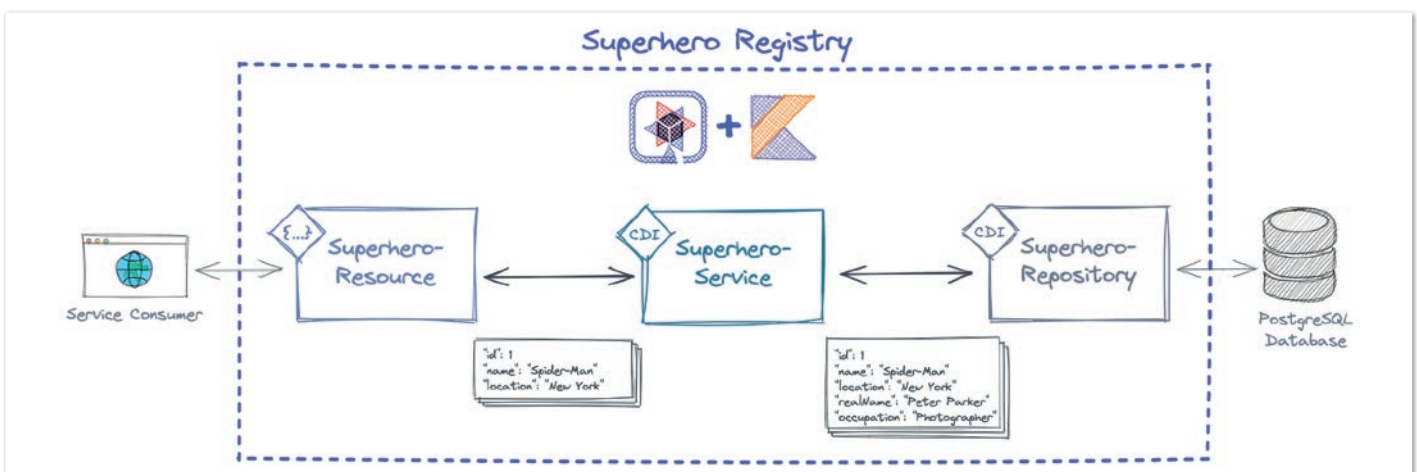 Superhero Registry
+
{...}
Superhero-
Resource
CDI
Superhero-
Service
CDI
Superhero-
Repository
Service Consumer
PostgreSQL
Database
"id": 1
"name": "Spider-Man"
"location": "New York"
"id": 1
"name": "Spider-Man"
"location": "New York"
"realName": "Peter Parker"
"occupation": "Photographer"